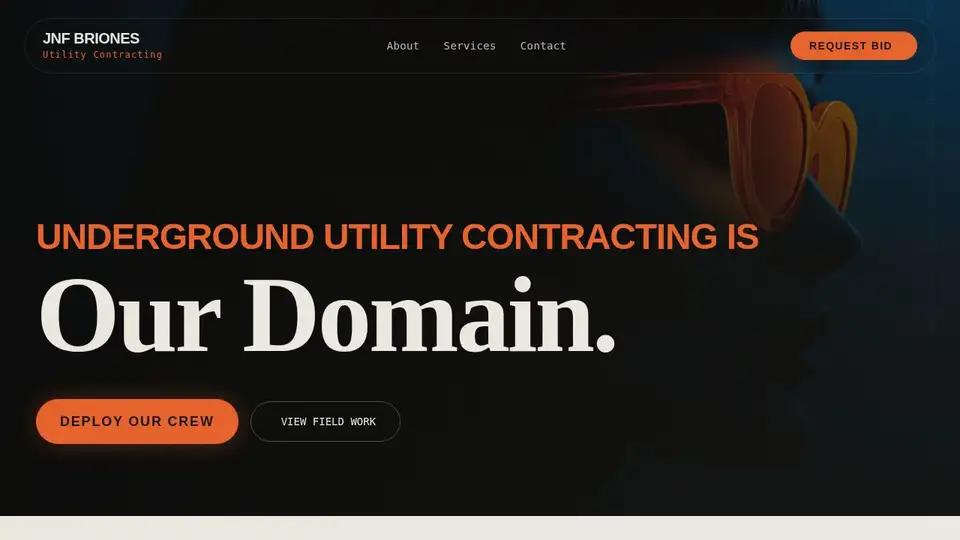 JNF BRIONES
Utility Contracting
About Services Contact
REQUEST BID
UNDERGROUND UTILITY CONTRACTING IS
Our Domain.
DEPLOY OUR CREW
VIEW FIELD WORK